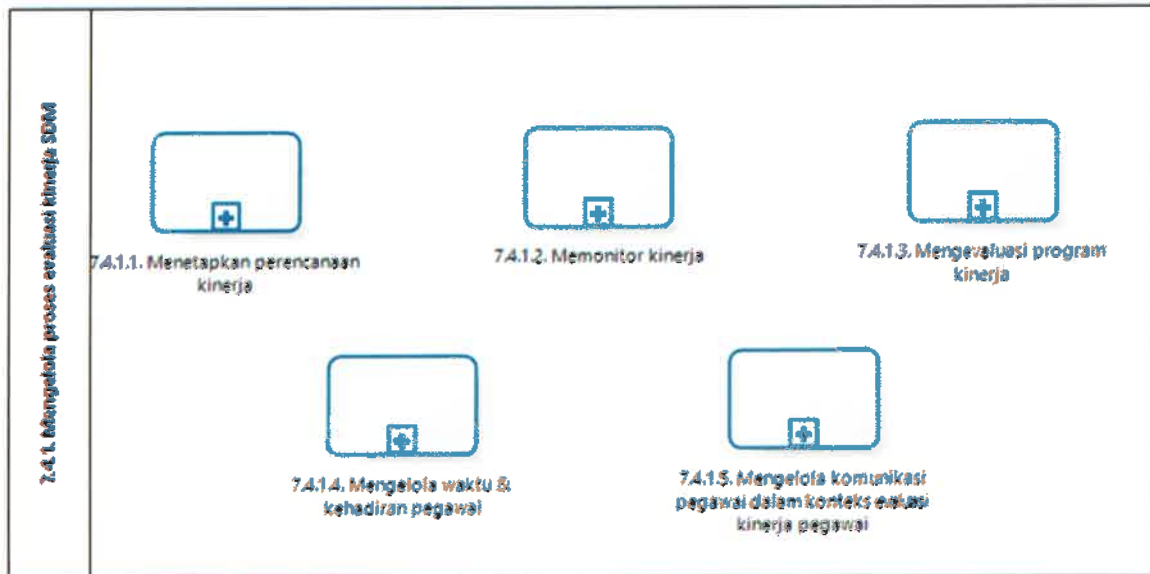 7.4.1. Mengelola proses evaluasi kinerja SDM
7.4.1.1. Menetapkan perencanaan
kinerja
7.4.1.2. Memonitor kinerja
7.4.1.3. Mengevaluasi program
kinerja
7.4.1.4. Mengelola waktu &
kehadiran pegawai
7.4.1.5. Mengelola komunikasi
pegawai dalam konteks evluasi
kinerja pegawai